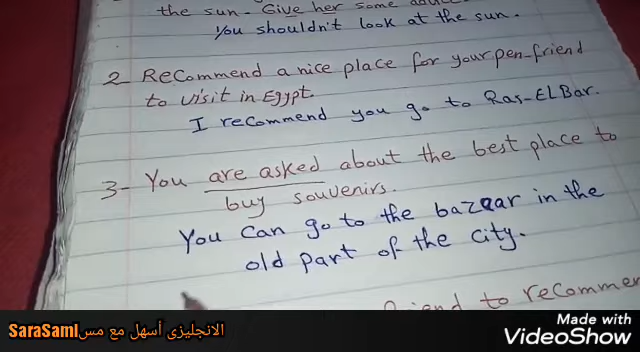 the sun. Give her some advice
You shouldn't look at the sun.
2 Recommend a nice place for your pen-friend
to visit in Egypt.
I recommend you go to Ras-ELBar.
3- You are asked about the best place to
buy souvenirs.
You can go to the bazaar in the
old part of the city.
friend to recommen
SaraSami الانجليزى أسهل مع مس
Made with
VideoShow